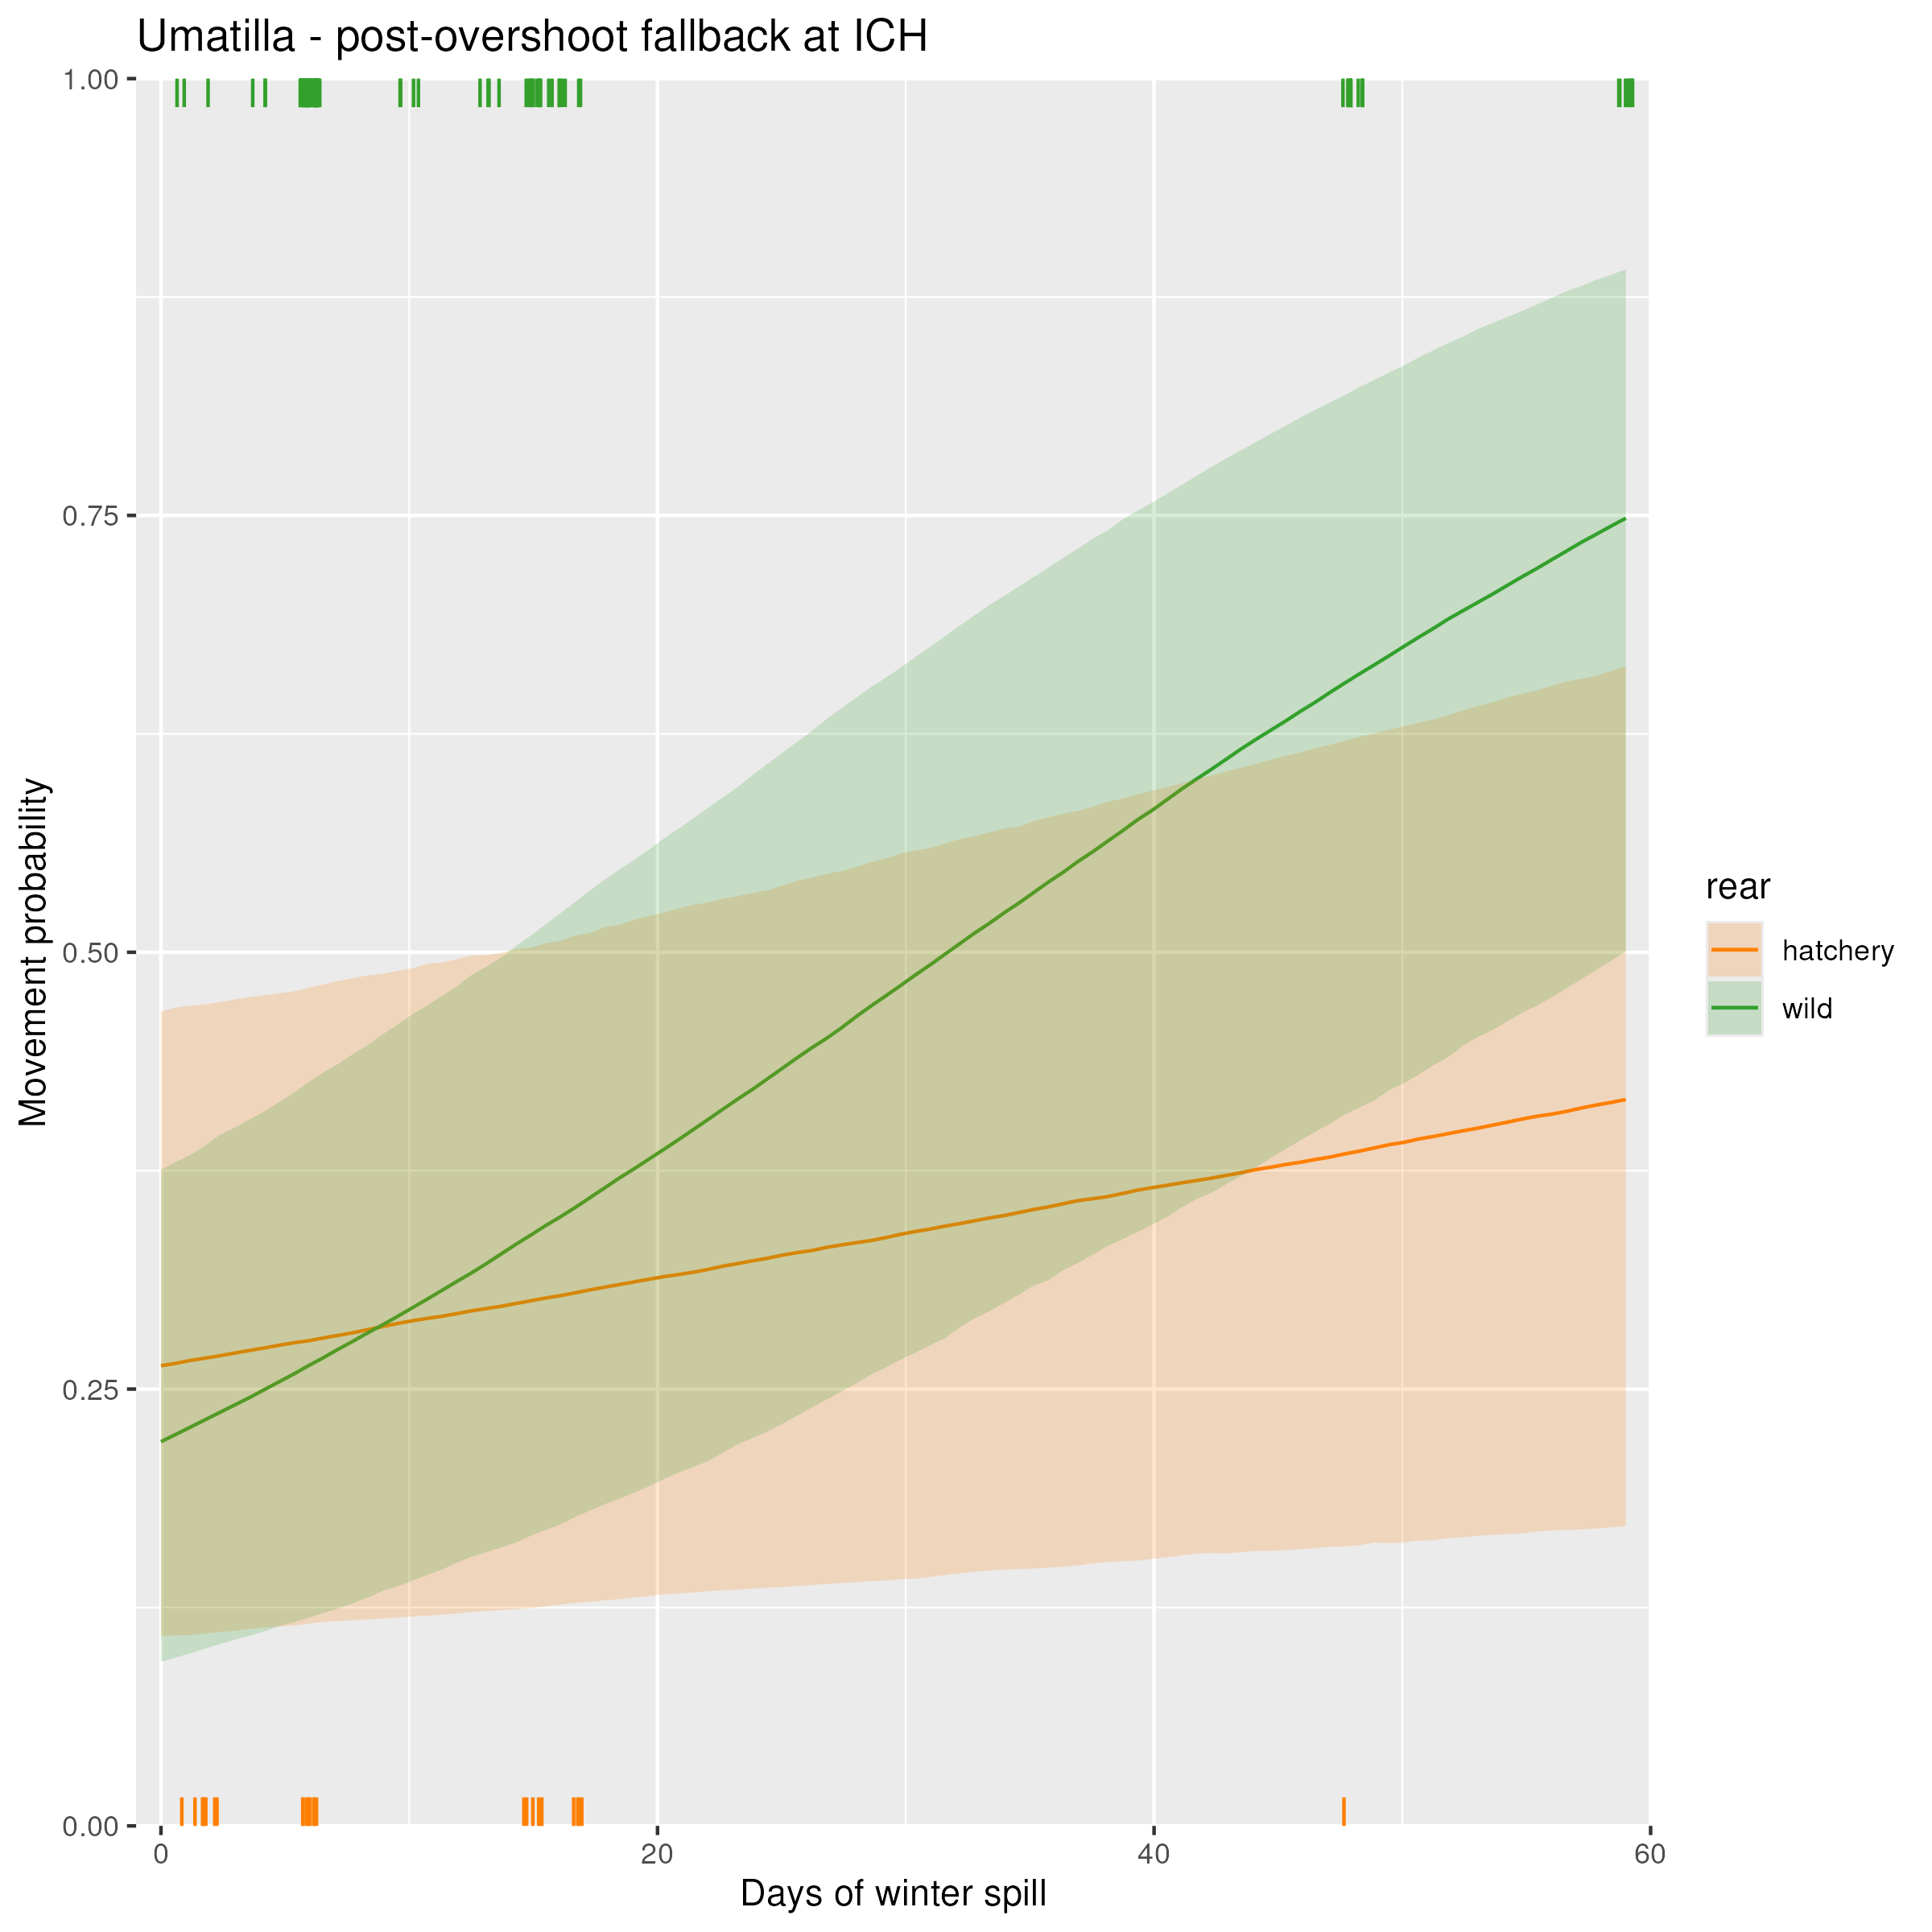 Umatilla - post-overshoot fallback at ICH
1.00
0.75
0.50
0.25
0.00
Movement probability
0 20 40 60
Days of winter spill
rear
hatchery
wild